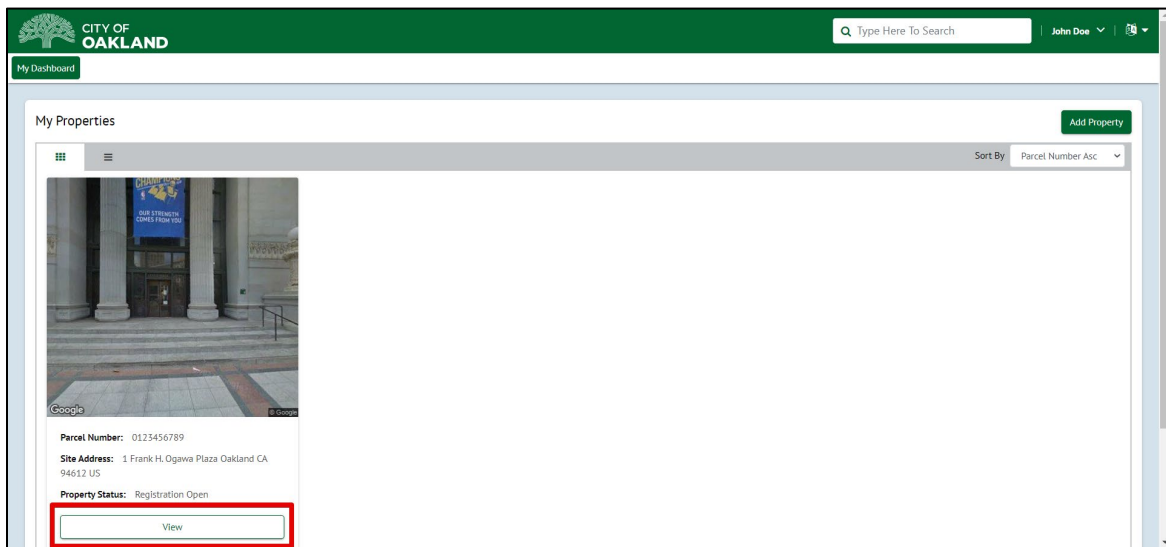 CITY OF
OAKLAND
Type Here To Search
John Doe
My Dashboard
My Properties
Add Property
Sort By Parcel Number Asc
CHAMPIONS
OUR STRENGTH
COMES FROM YOU
Google
© Google
Parcel Number: 0123456789
Site Address: 1 Frank H. Ogawa Plaza Oakland CA
94612 US
Property Status: Registration Open
View